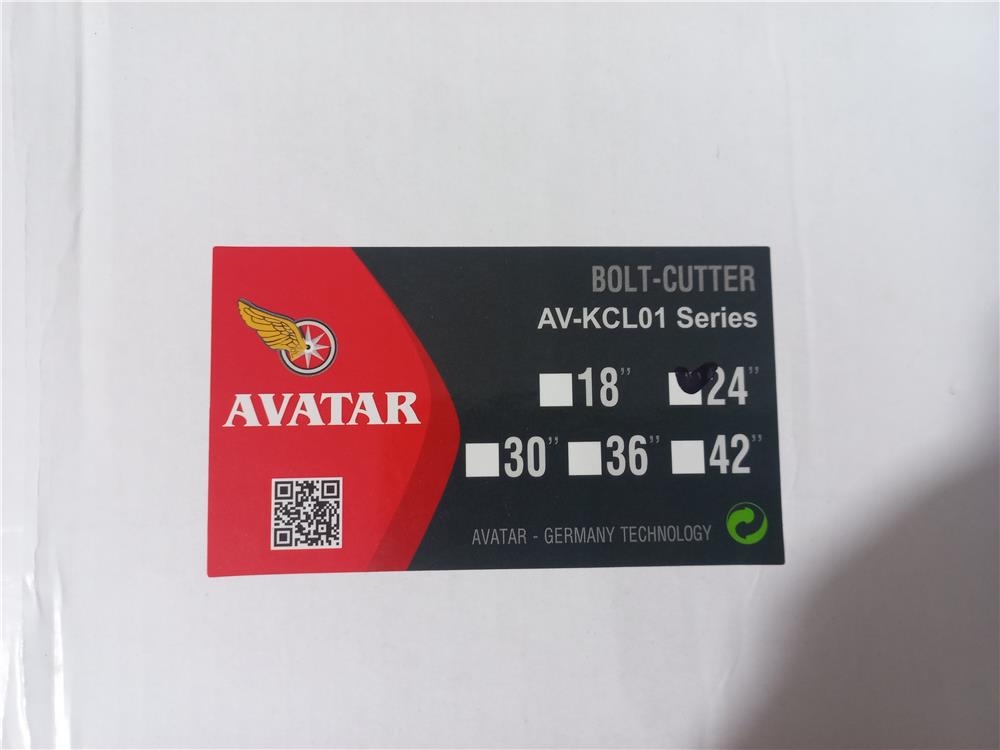 BOLT-CUTTER
AV-KCL01 Series
AVATAR
18” 24”
30” 36” 42”
AVATAR - GERMANY TECHNOLOGY